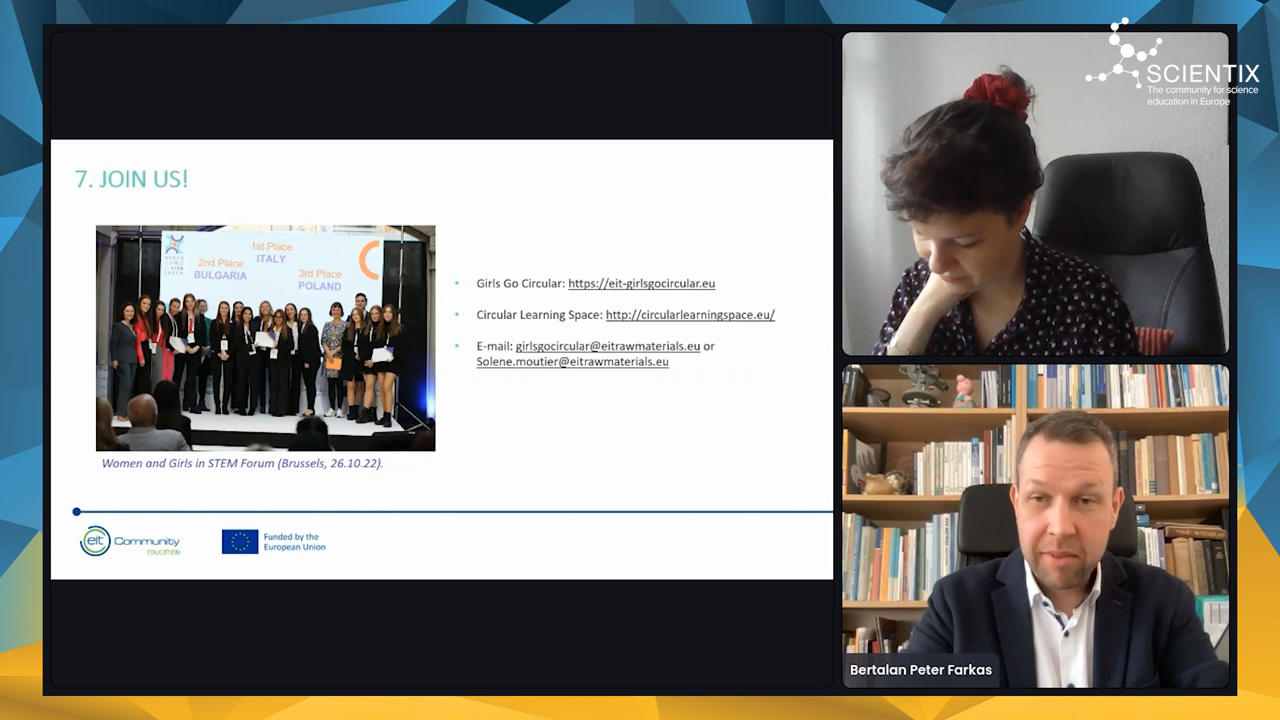 7. JOIN US!
1st Place
ITALY
2nd Place
BULGARIA
3rd Place
POLAND
Women and Girls in STEM Forum (Brussels, 26.10.22).
• Girls Go Circular: https://eit-girlsgocircular.eu
• Circular Learning Space: http://circularlearningspace.eu/
• E-mail: girlsgocircular@eitrawmaterials.eu or
Solene.moutier@eitrawmaterials.eu
eit Community
EDUCATION
Funded by the
European Union
SCIENTIX
The community for science
education in Europe
Bertalan Peter Farkas